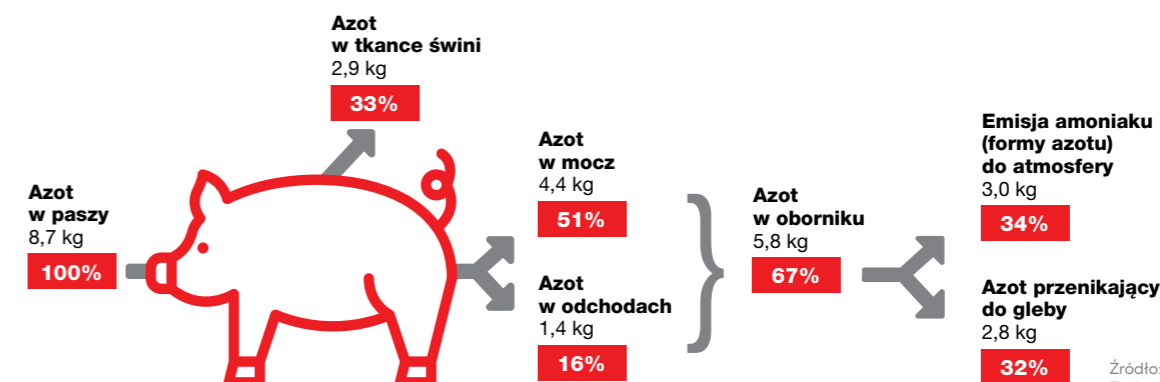 Azot
w tkance świni
2,9 kg
33%
Azot
w paszy
8,7 kg
100%
Azot
w mocz
4,4 kg
51%
Azot
w odchodach
1,4 kg
16%
Azot
w oborniku
5,8 kg
67%
Emisja amoniaku
(formy azotu)
do atmosfery
3,0 kg
34%
Azot przenikający
do gleby
2,8 kg
32%
Źródło: